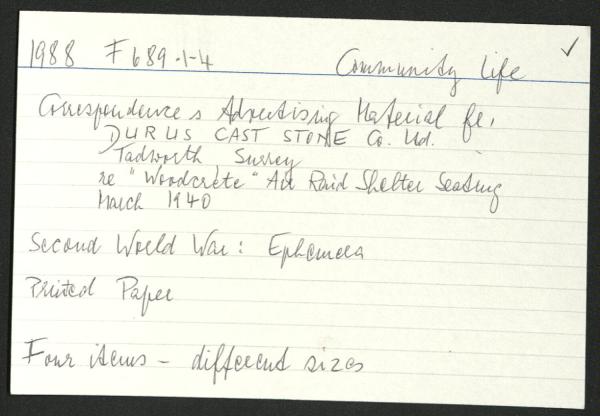 1988 F689.1-4 Community Life ✓
Correspondence & Advertising Material fr.
DURUS CAST STONE Co. Ltd.
Tadworth, Surrey
re "Woodcrete" Air Raid Shelter Seating
March 1940
Second World War: Ephemera
Printed Paper
Four items - different sizes